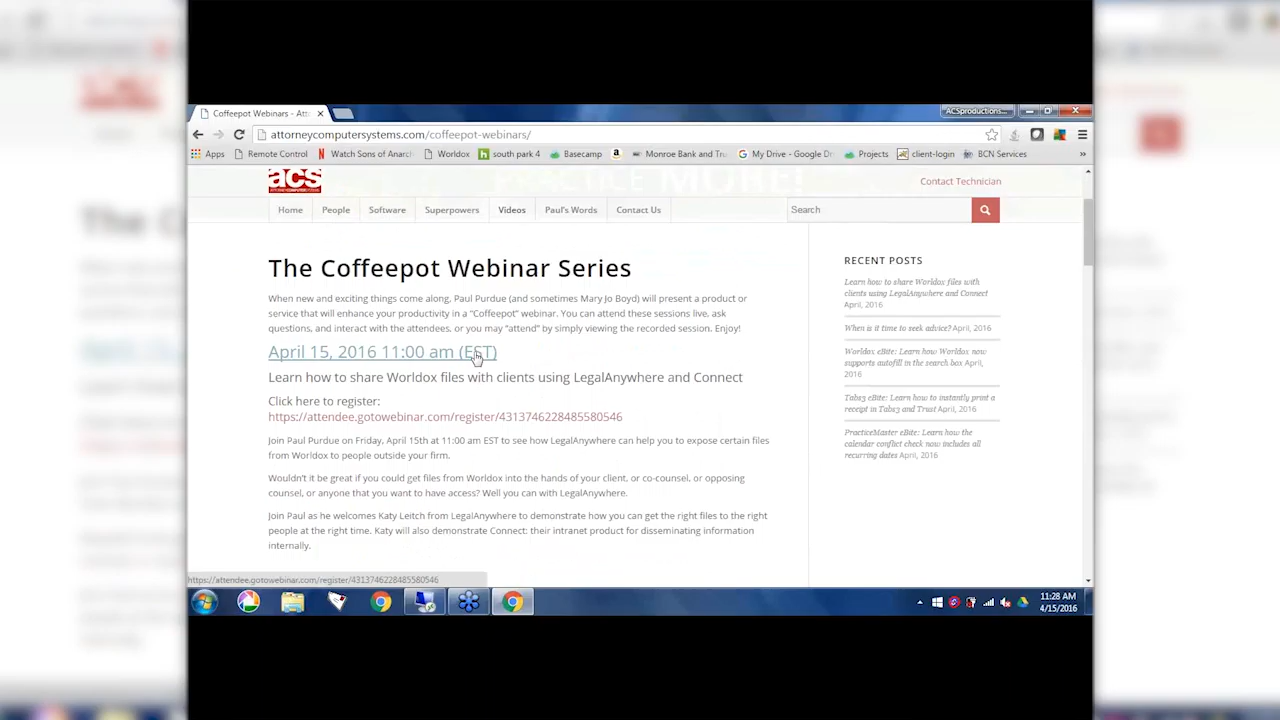 Coffeepot Webinars - Att
ACSproductions...
attorneycomputersystems.com/coffeepot-webinars/
Apps Remote Control Watch Sons of Anarch Worldox south park 4 Basecamp Monroe Bank and Tru My Drive - Google Dr Projects client-login BCN Services »
acs
Contact Technician
Home People Software Superpowers Videos Paul's Words Contact Us Search
The Coffeepot Webinar Series
When new and exciting things come along, Paul Purdue (and sometimes Mary Jo Boyd) will present a product or
service that will enhance your productivity in a "Coffeepot" webinar. You can attend these sessions live, ask
questions, and interact with the attendees, or you may "attend" by simply viewing the recorded session. Enjoy!
April 15, 2016 11:00 am (EST)
Learn how to share Worldox files with clients using LegalAnywhere and Connect
Click here to register:
https://attendee.gotowebinar.com/register/4313746228485580546
Join Paul Purdue on Friday, April 15th at 11:00 am EST to see how LegalAnywhere can help you to expose certain files
from Worldox to people outside your firm.
Wouldn't it be great if you could get files from Worldox into the hands of your client, or co-counsel, or opposing
counsel, or anyone that you want to have access? Well you can with LegalAnywhere.
Join Paul as he welcomes Katy Leitch from LegalAnywhere to demonstrate how you can get the right files to the right
people at the right time. Katy will also demonstrate Connect: their intranet product for disseminating information
internally.
RECENT POSTS
Learn how to share Worldox files with
clients using LegalAnywhere and Connect
April, 2016
When is it time to seek advice? April, 2016
Worldox eBite: Learn how Worldox now
supports autofill in the search box April,
2016
Tabs3 eBite: Learn how to instantly print a
receipt in Tabs3 and Trust April, 2016
PracticeMaster eBite: Learn how the
calendar conflict check now includes all
recurring dates April, 2016
https://attendee.gotowebinar.com/register/4313746228485580546
11:28 AM
4/15/2016